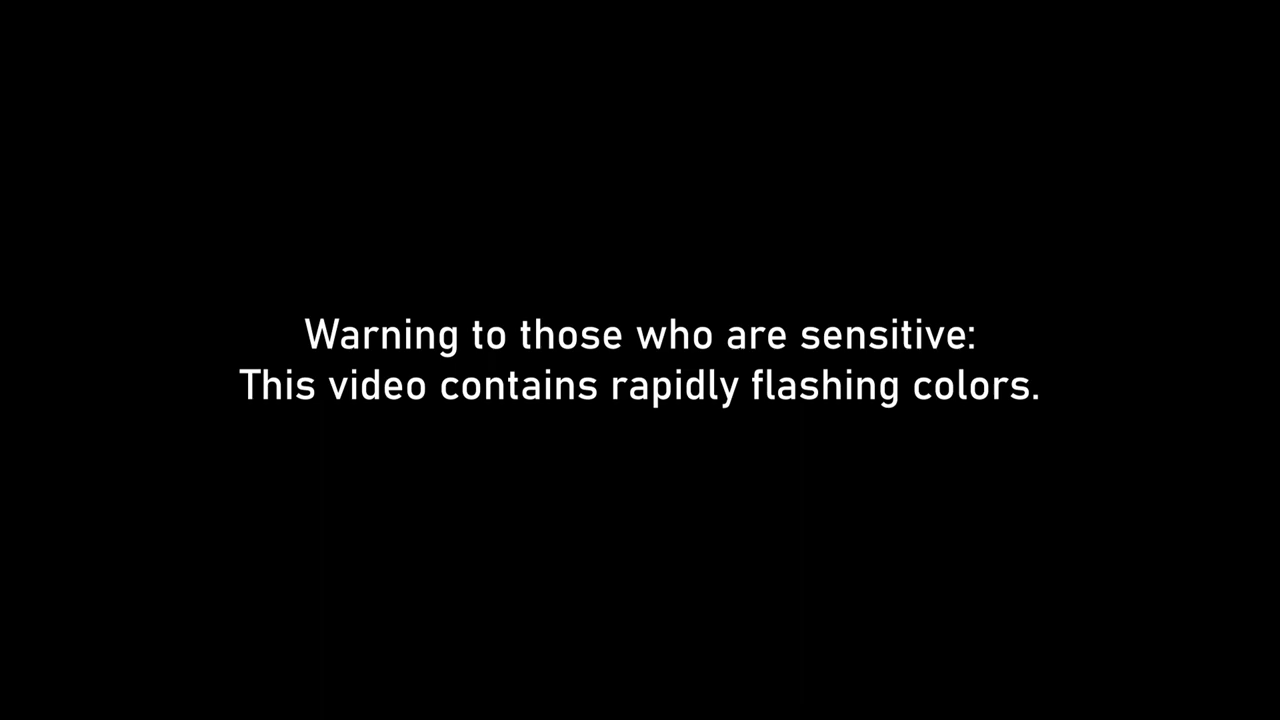 Warning to those who are sensitive:
This video contains rapidly flashing colors.